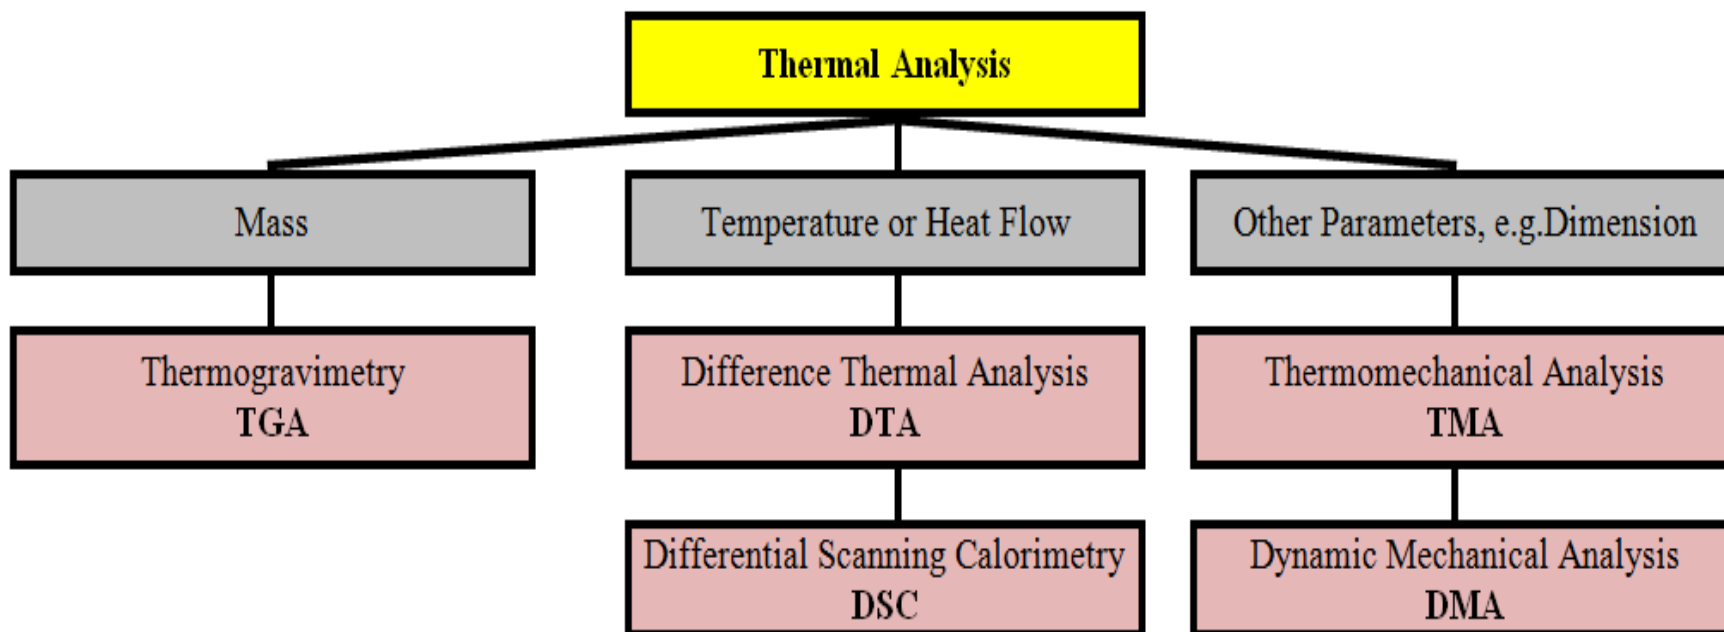 Thermal Analysis
Mass
Temperature or Heat Flow
Other Parameters, e.g.Dimension
Thermogravimetry
TGA
Difference Thermal Analysis
DTA
Thermomechanical Analysis
TMA
Differential Scanning Calorimetry
DSC
Dynamic Mechanical Analysis
DMA